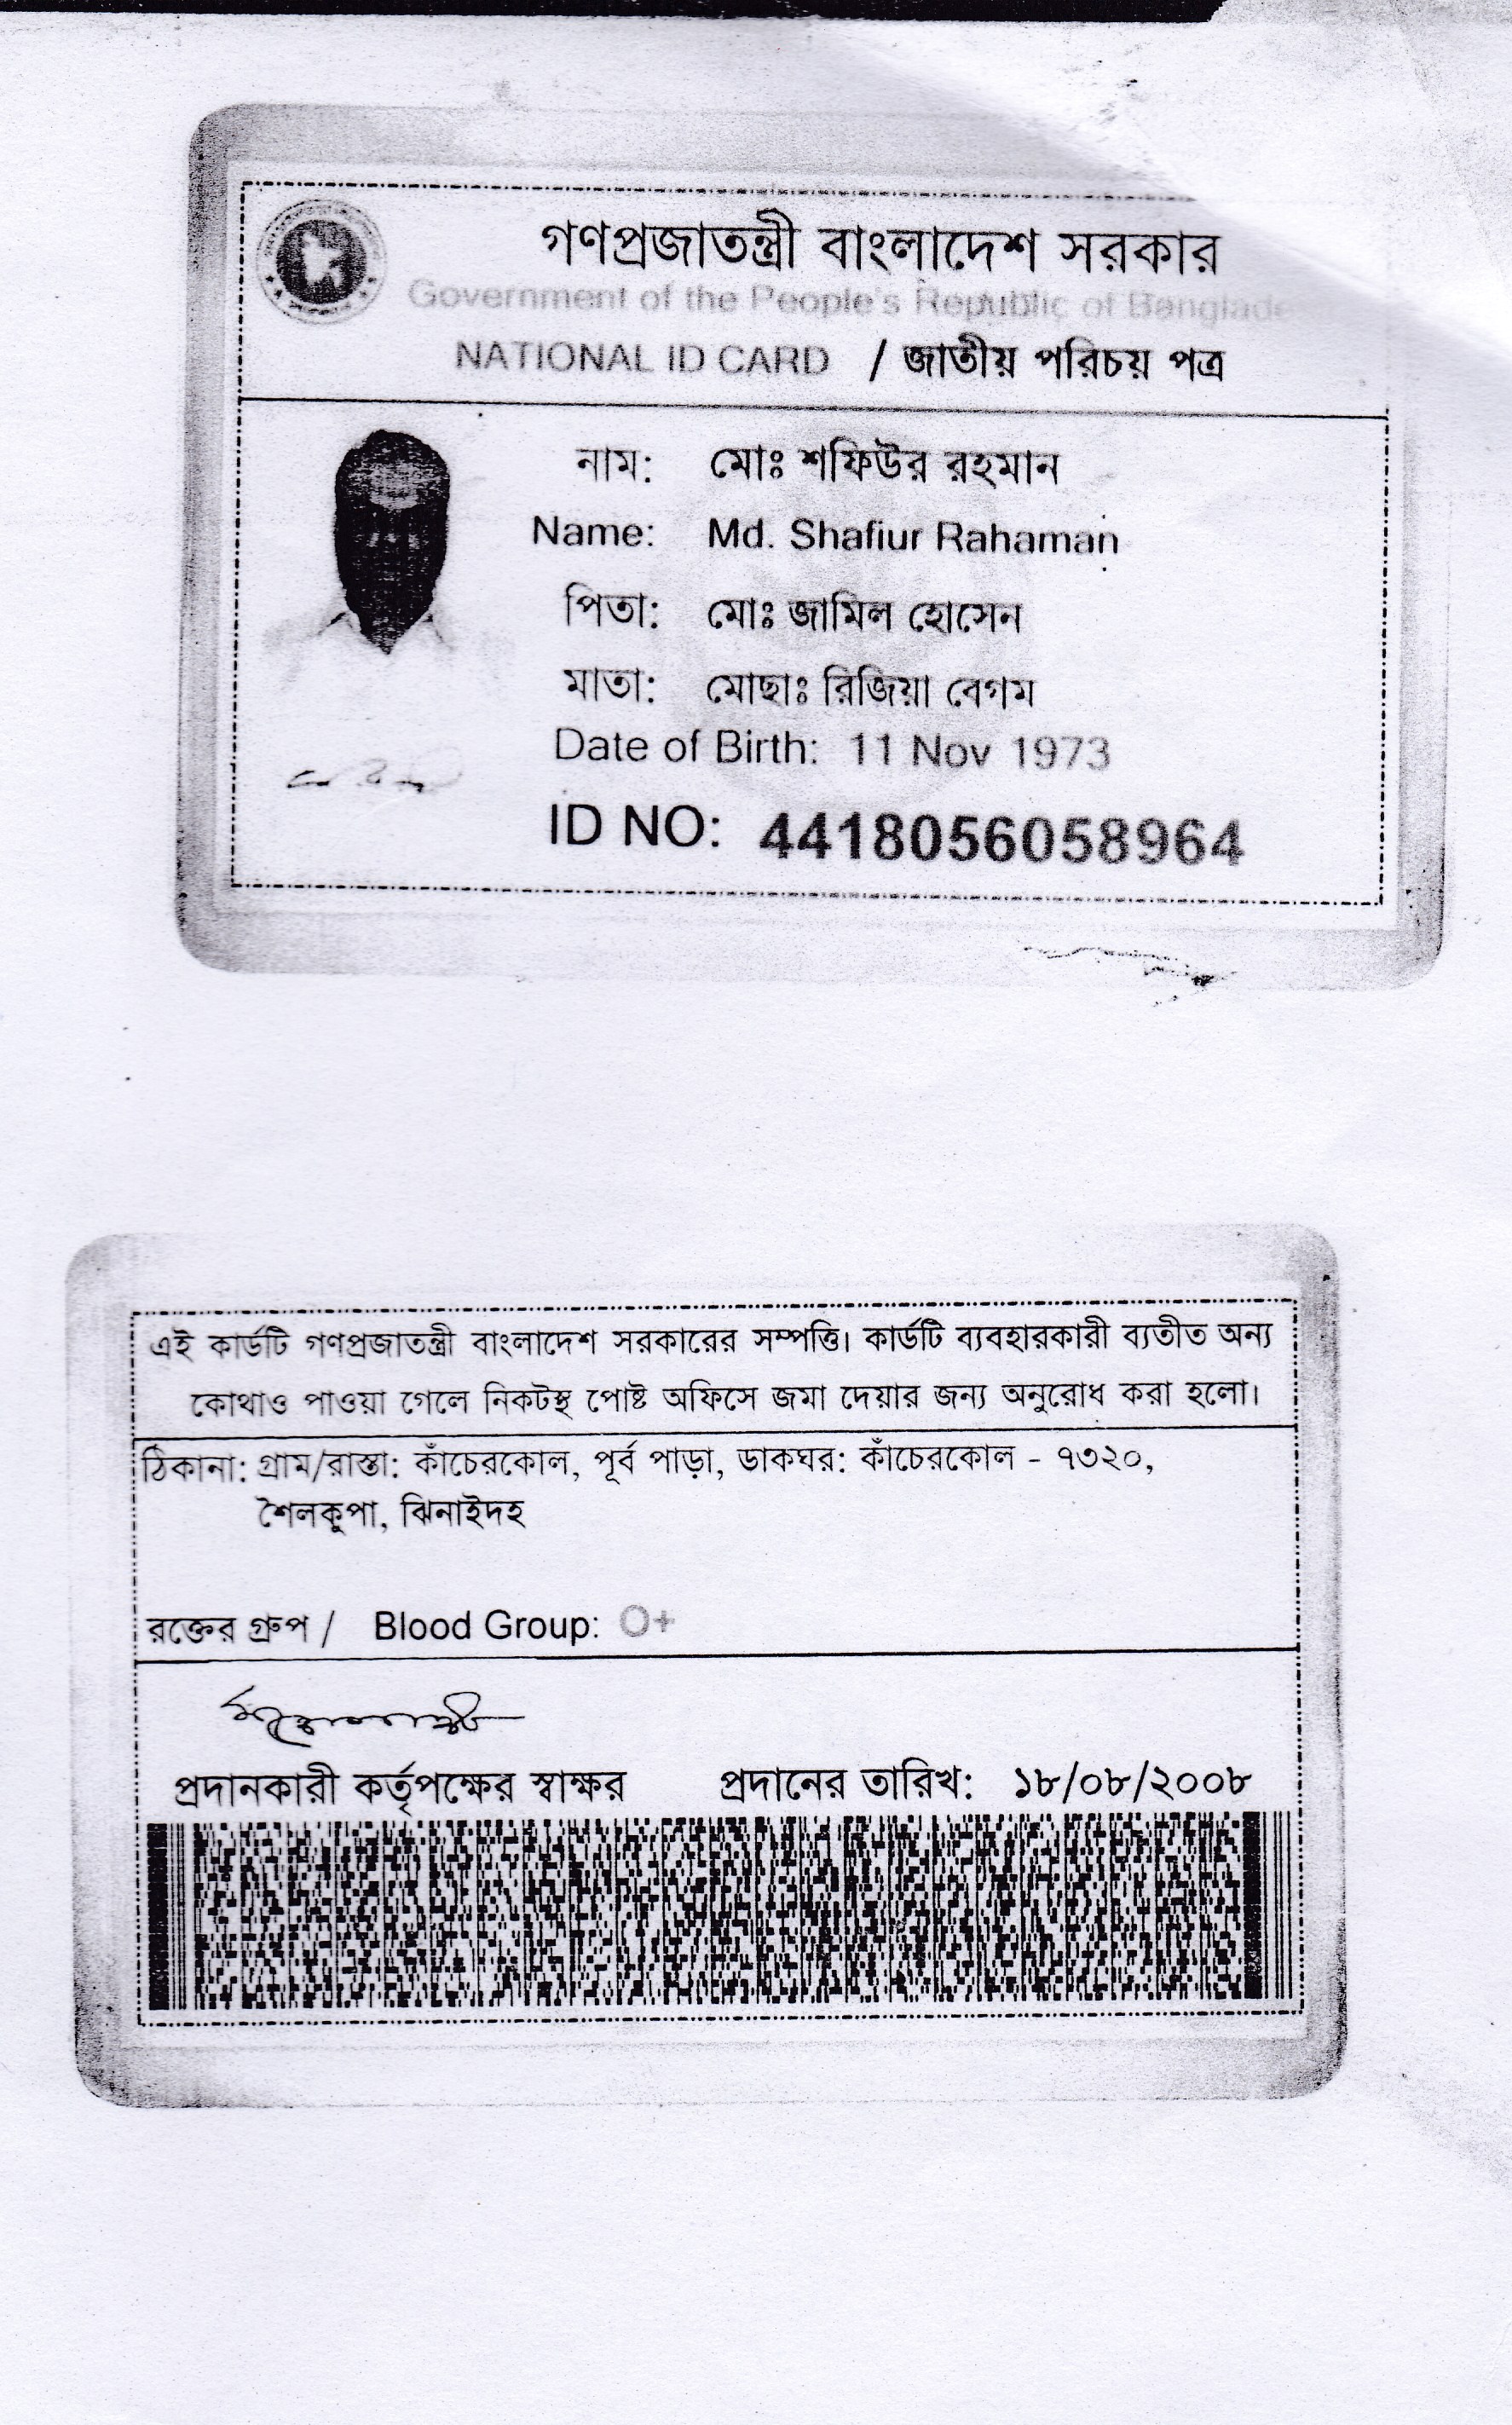 গণপ্রজাতন্ত্রী বাংলাদেশ সরকার
Government of the People's Republic of Banglade
NATIONAL ID CARD / জাতীয় পরিচয় পত্র
নাম: মোঃ শফিউর রহমান
Name: Md. Shafiur Rahaman
পিতা: মোঃ জামিল হোসেন
মাতা: মোছাঃ রিজিয়া বেগম
Date of Birth: 11 Nov 1973
ID NO: 4418056058964
এই কার্ডটি গণপ্রজাতন্ত্রী বাংলাদেশ সরকারের সম্পত্তি। কার্ডটি ব্যবহারকারী ব্যতীত অন্য
কোথাও পাওয়া গেলে নিকটস্থ পোষ্ট অফিসে জমা দেয়ার জন্য অনুরোধ করা হলো।
ঠিকানা: গ্রাম/রাস্তা: কাঁচেরকোল, পূর্ব পাড়া, ডাকঘর: কাঁচেরকোল - ৭৩২০,
শৈলকুপা, ঝিনাইদহ
রক্তের গ্রুপ / Blood Group: O+
প্রদানকারী কর্তৃপক্ষের স্বাক্ষর প্রদানের তারিখ: ১৮/০৮/২০০৮